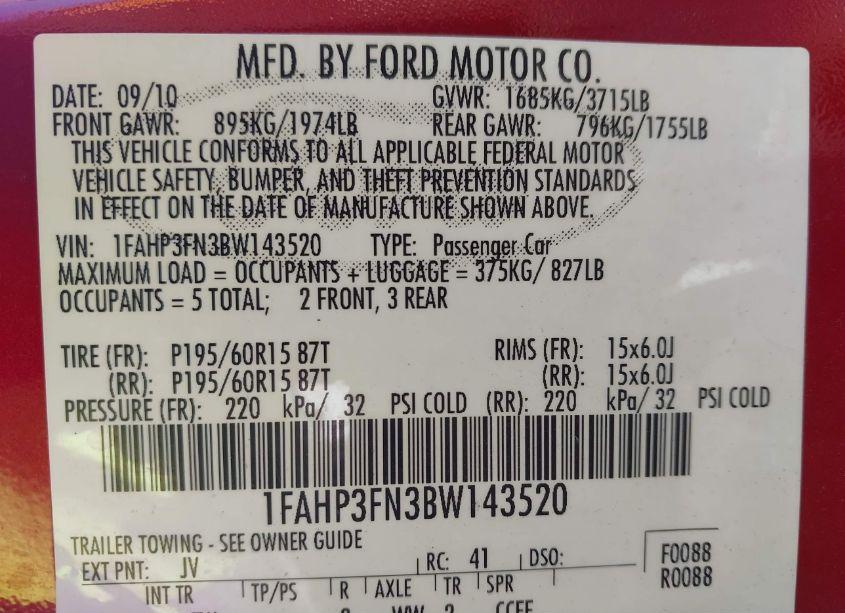 MFD. BY FORD MOTOR CO.
DATE: 09/10 GVWR: 1685KG/3715LB
FRONT GAWR: 895KG/1974LB REAR GAWR: 796KG/1755LB
THIS VEHICLE CONFORMS TO ALL APPLICABLE FEDERAL MOTOR
VEHICLE SAFETY, BUMPER, AND THEFT PREVENTION STANDARDS
IN EFFECT ON THE DATE OF MANUFACTURE SHOWN ABOVE.
VIN: 1FAHP3FN3BW143520 TYPE: Passenger Car
MAXIMUM LOAD = OCCUPANTS + LUGGAGE = 375KG/ 827LB
OCCUPANTS = 5 TOTAL; 2 FRONT, 3 REAR
TIRE (FR): P195/60R15 87T RIMS (FR): 15x6.0J
(RR): P195/60R15 87T (RR): 15x6.0J
PRESSURE (FR): 220 kPa/ 32 PSI COLD (RR): 220 kPa/ 32 PSI COLD
1FAHP3FN3BW143520
TRAILER TOWING - SEE OWNER GUIDE
EXT PNT: JV RC: 41 DSO: F0088
R0088
INT TR TP/PS R AXLE TR SPR